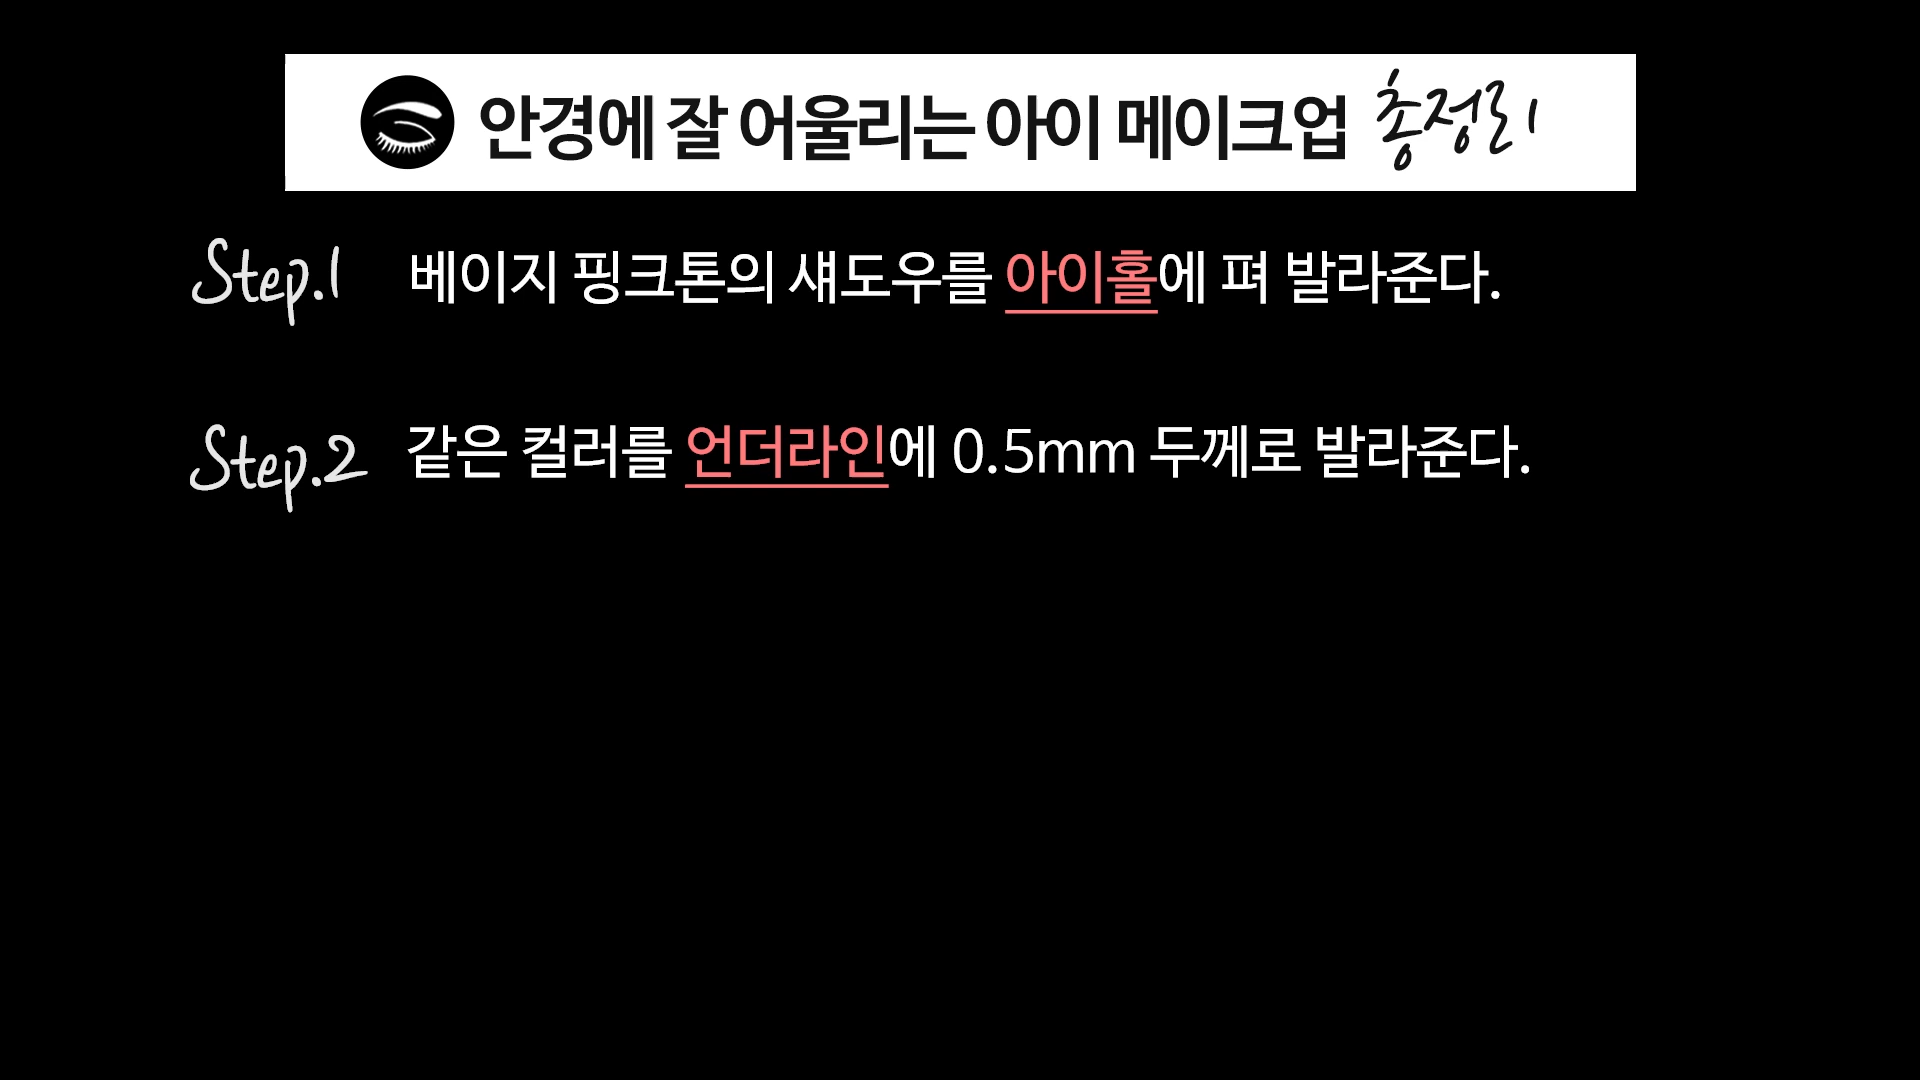 안경에 잘 어울리는 아이 메이크업 총정리
Step.1 베이지 핑크톤의 섀도우를 아이홀에 펴 발라준다.
Step.2 같은 컬러를 언더라인에 0.5mm 두께로 발라준다.